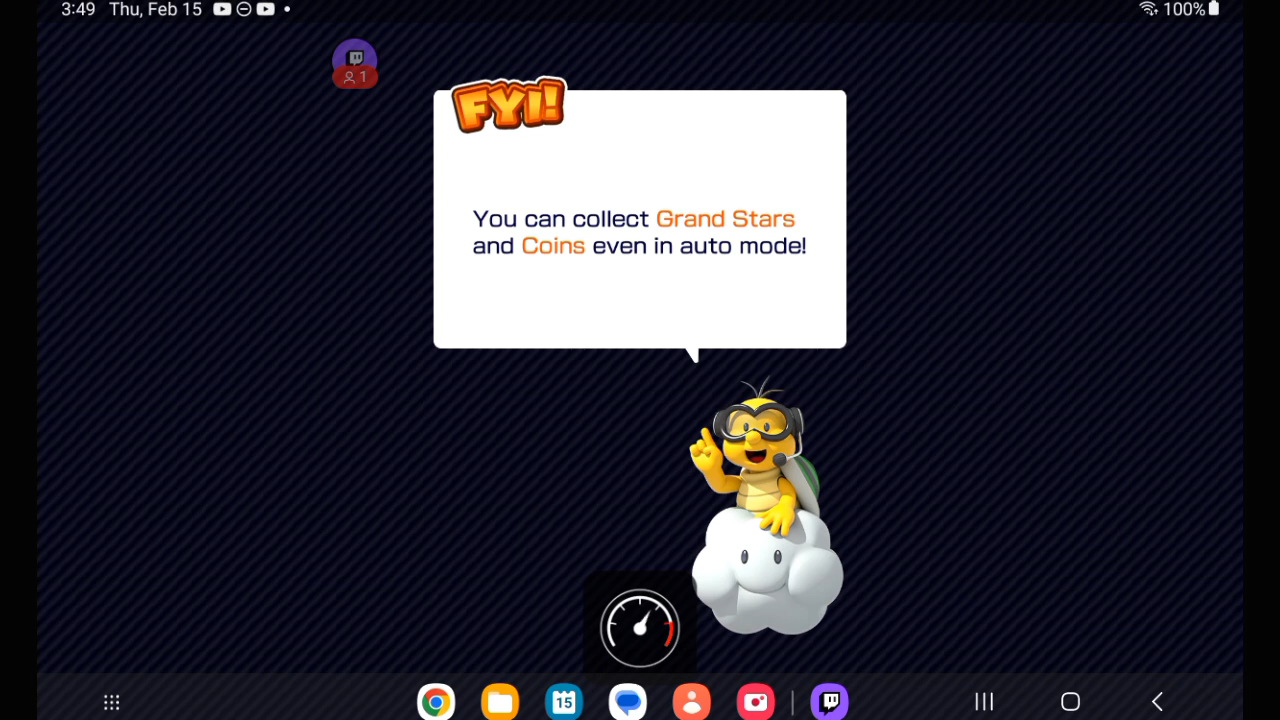 3:49 Thu, Feb 15
100%
1
FYI!
You can collect Grand Stars
and Coins even in auto mode!
15